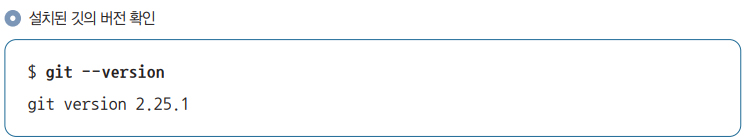 설치된 깃의 버전 확인
$ git --version
git version 2.25.1